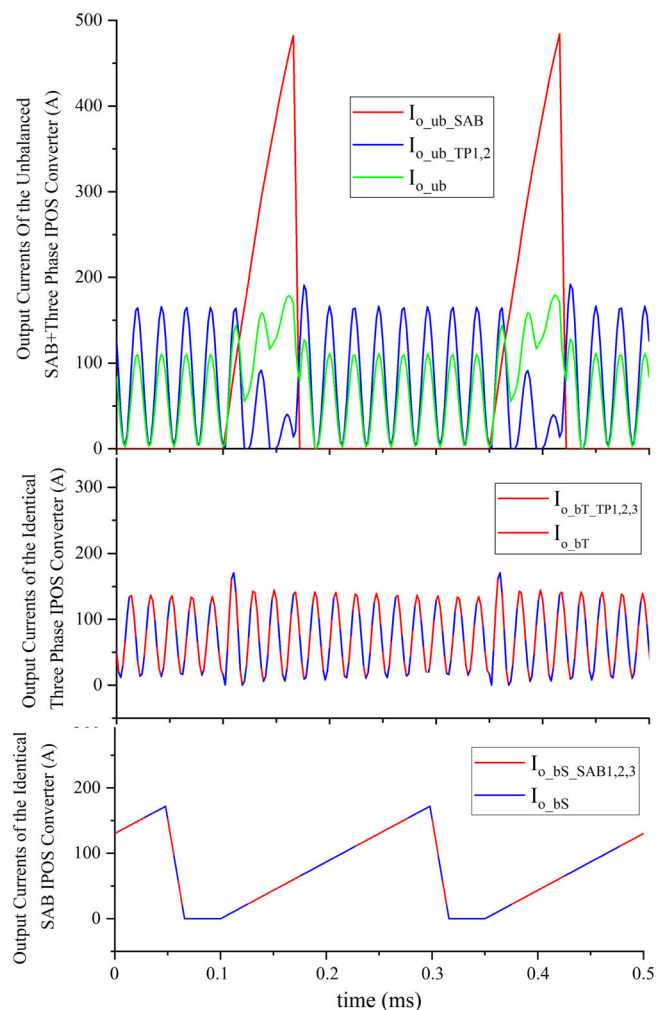 Output Currents Of the Unbalanced
SAB+Three Phase IPOS Converter (A)
500
400
300
200
100
0
I_o_ub_SAB
I_o_ub_TP1,2
I_o_ub
Output Currents of the Identical
Three Phase IPOS Converter (A)
300
200
100
0
I_o_bT_TP1,2,3
I_o_bT
Output Currents of the Identical
SAB IPOS Converter (A)
200
100
0
I_o_bS_SAB1,2,3
I_o_bS
0 0.1 0.2 0.3 0.4 0.5
time (ms)